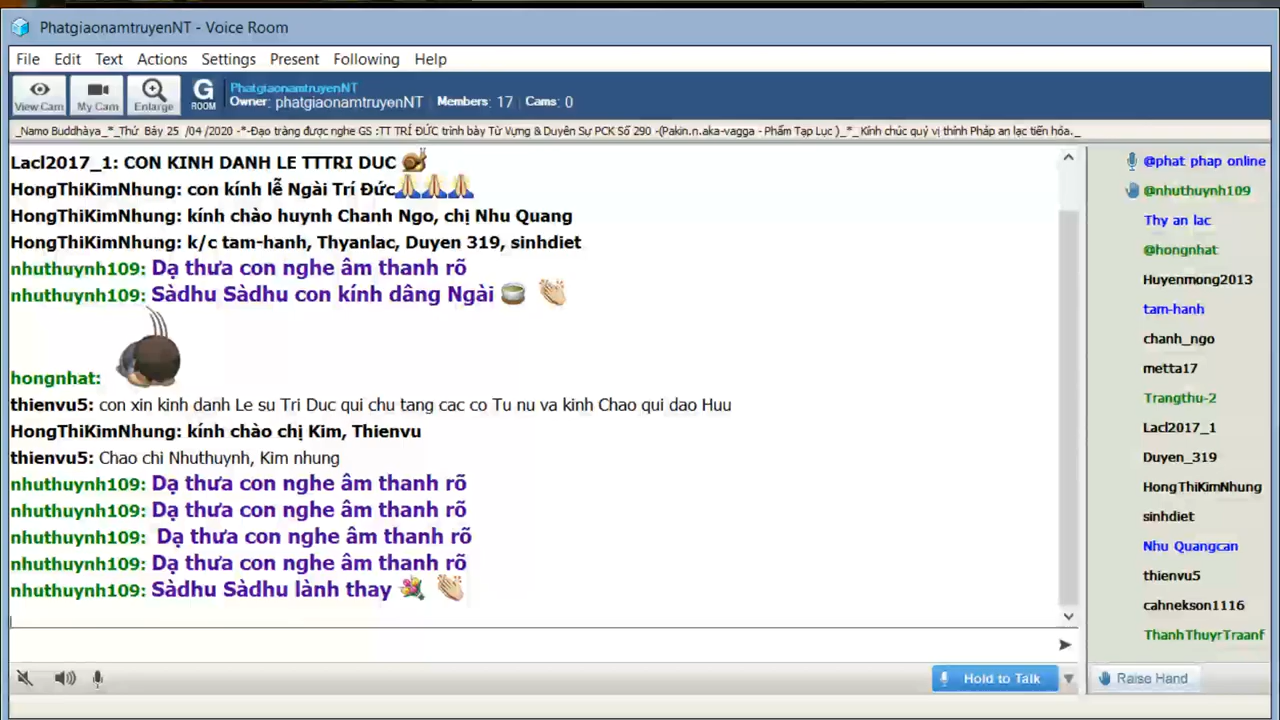 PhatgiaonamtruyenNT - Voice Room
File Edit Text Actions Settings Present Following Help
View Cam My Cam Enlarge G ROOM
PhatgiaonamtruyenNT
Owner: phatgiaonamtruyenNT Members: 17 Cams: 0
_Namo Buddhàya_*_Thứ Bảy 25 /04 /2020 -*-Đạo tràng được nghe GS :TT TRÍ ĐỨC trình bày Từ Vựng & Duyên Sự PCK Số 290 -(Pakin.n.aka-vagga - Phẩm Tạp Lục )_*_Kính chúc quý vị thính Pháp an lạc tiến hóa._
Lacl2017_1: CON KINH DANH LE TTTRI DUC
HongThiKimNhung: con kính lễ Ngài Trí Đức
HongThiKimNhung: kính chào huynh Chanh Ngo, chị Nhu Quang
HongThiKimNhung: k/c tam-hanh, Thyanlac, Duyen 319, sinhdiet
nhuthuynh109: Dạ thưa con nghe âm thanh rõ
nhuthuynh109: Sàdhu Sàdhu con kính dâng Ngài
hongnhat:
thienvu5: con xin kinh danh Le su Tri Duc qui chu tang cac co Tu nu va kinh Chao qui dao Huu
HongThiKimNhung: kính chào chị Kim, Thienvu
thienvu5: Chao chi Nhuthuynh, Kim nhung
nhuthuynh109: Dạ thưa con nghe âm thanh rõ
nhuthuynh109: Dạ thưa con nghe âm thanh rõ
nhuthuynh109: Dạ thưa con nghe âm thanh rõ
nhuthuynh109: Dạ thưa con nghe âm thanh rõ
nhuthuynh109: Sàdhu Sàdhu lành thay
@phat phap online
@nhuthuynh109
Thy an lac
@hongnhat
Huyenmong2013
tam-hanh
chanh_ngo
metta17
Trangthu-2
Lacl2017_1
Duyen_319
HongThiKimNhung
sinhdiet
Nhu Quangcan
thienvu5
cahnekson1116
ThanhThuyrTraanf
Hold to Talk
Raise Hand